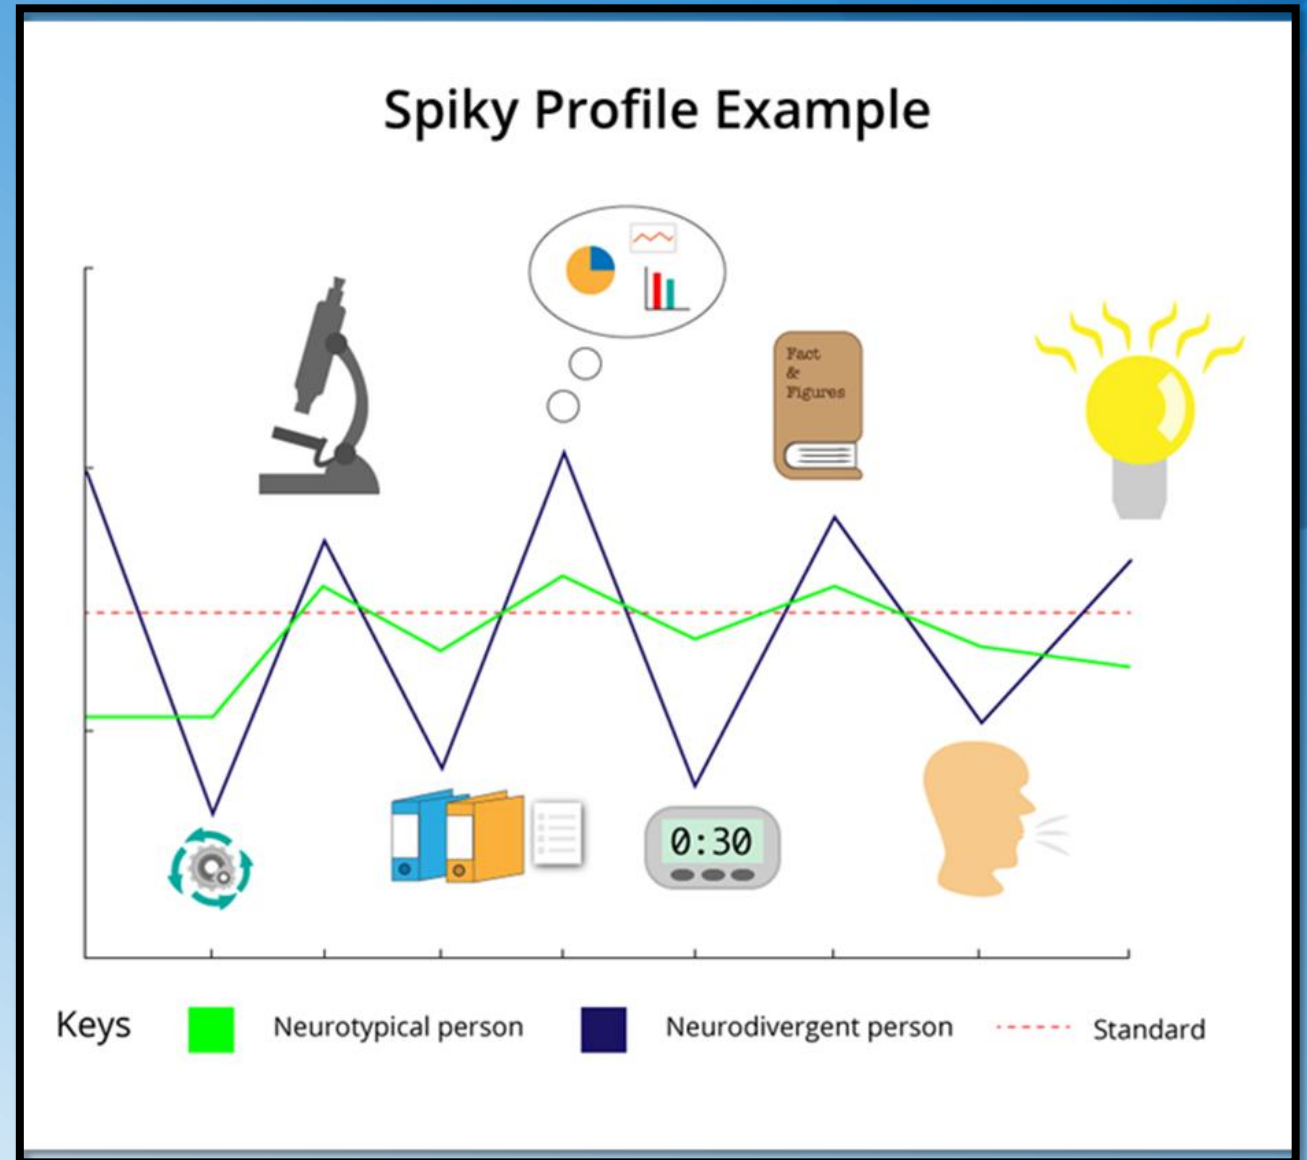 Spiky Profile Example
Fact
&
Figures
0:30
Keys
Neurotypical person
Neurodivergent person
Standard